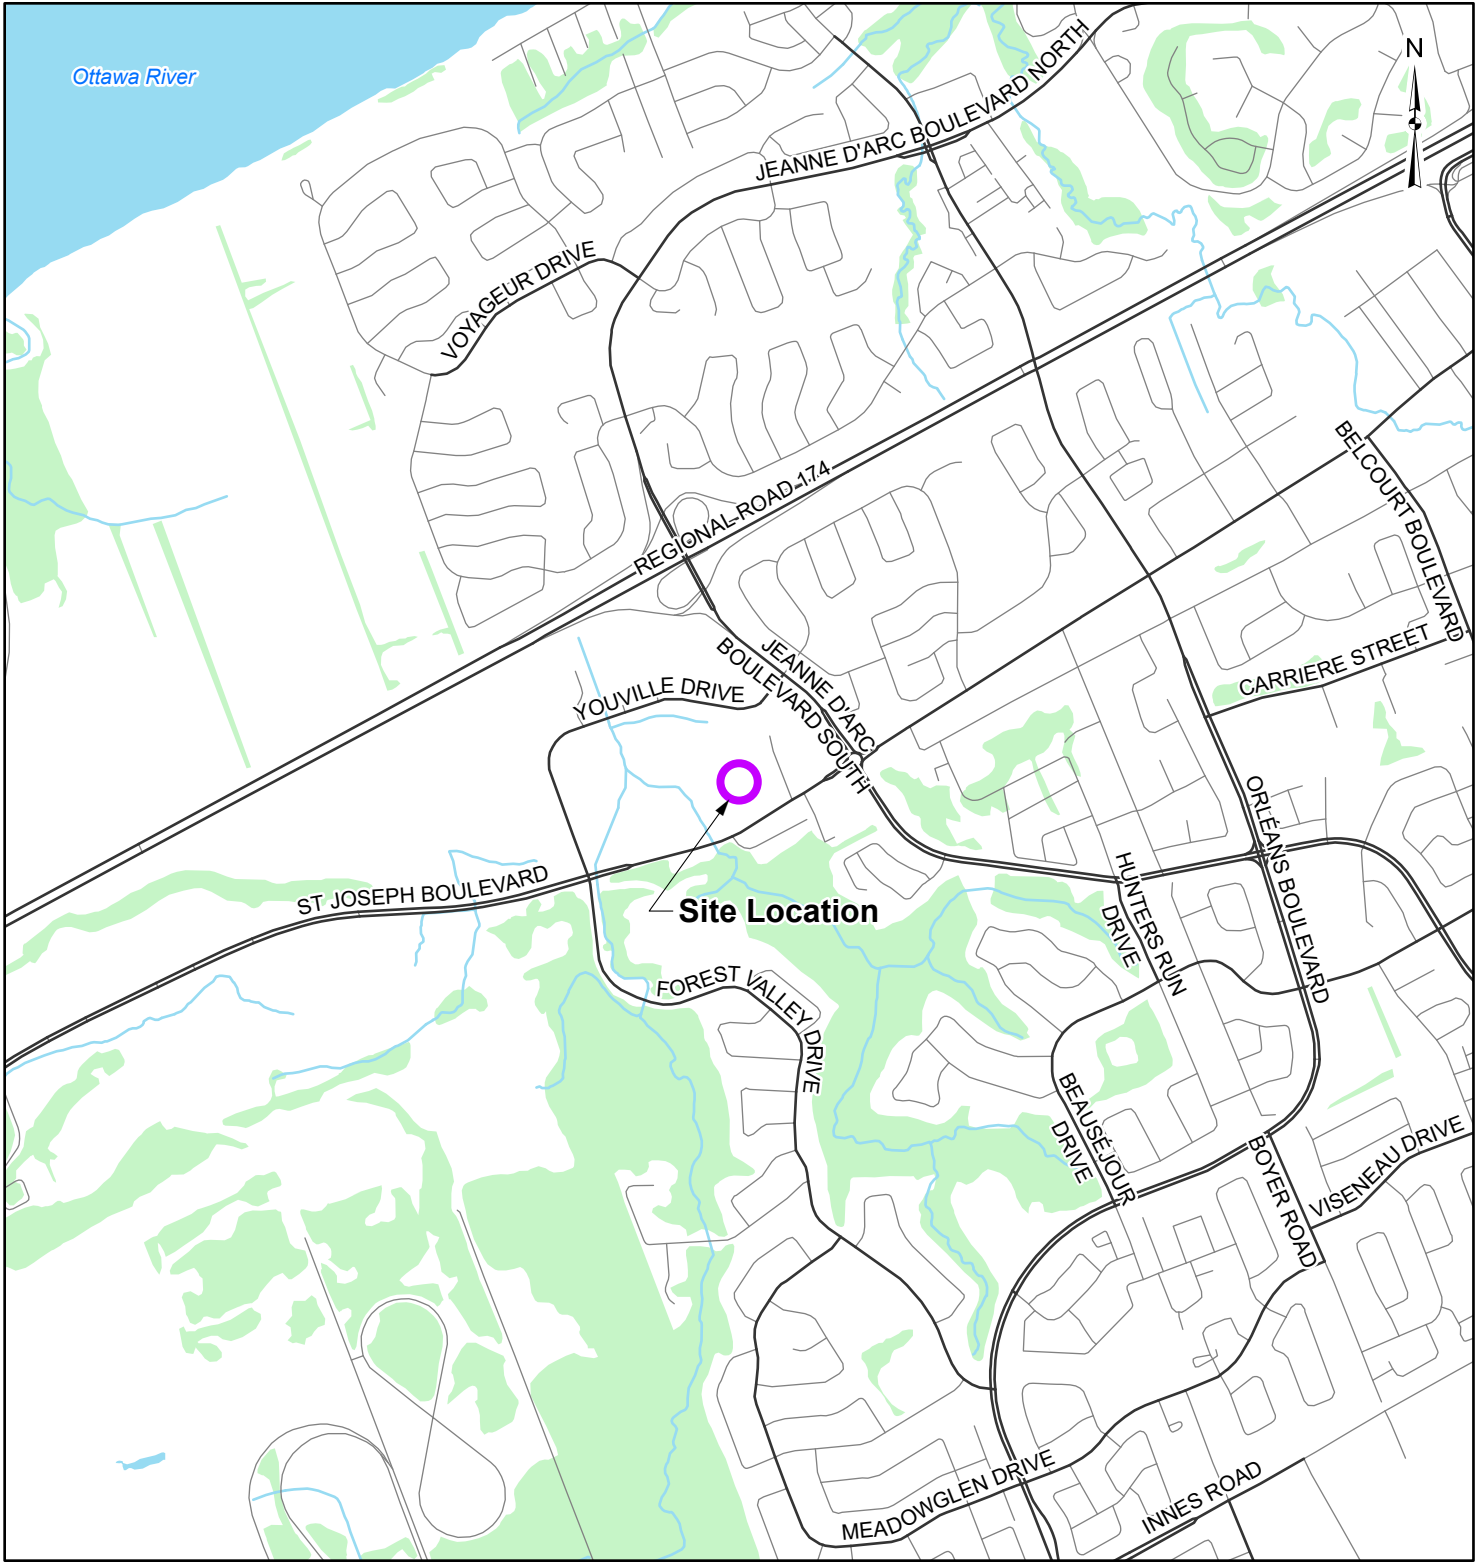 N
Ottawa River
JEANNE D'ARC BOULEVARD NORTH
VOYAGEUR DRIVE
REGIONAL ROAD 174
BELCOURT BOULEVARD
CARRIERE STREET
JEANNE D'ARC
BOULEVARD SOUTH
YOUVILLE DRIVE
ST JOSEPH BOULEVARD
Site Location
ORLÉANS BOULEVARD
HUNTERS RUN
DRIVE
FOREST VALLEY DRIVE
BEAUSÉJOUR
DRIVE
BOYER ROAD
VISENEAU DRIVE
MEADOWGLEN DRIVE
INNES ROAD